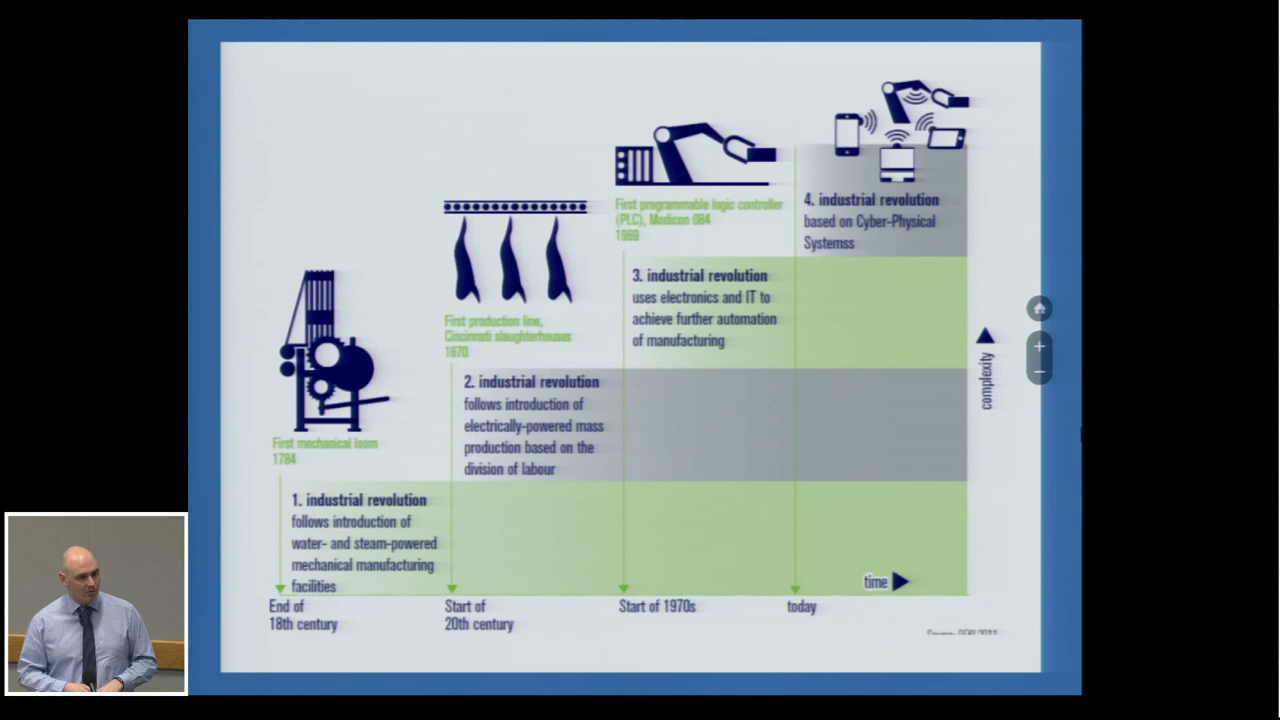 4. industrial revolution
based on Cyber-Physical
Systemss
First programmable logic controller
(PLC), Modicon 084
1969
3. industrial revolution
uses electronics and IT to
achieve further automation
of manufacturing
First production line,
Cincinnati slaughterhouses
1870
2. industrial revolution
follows introduction of
electrically-powered mass
production based on the
division of labour
First mechanical loom
1784
1. industrial revolution
follows introduction of
water- and steam-powered
mechanical manufacturing
facilities
complexity
time
End of
18th century
Start of
20th century
Start of 1970s
today